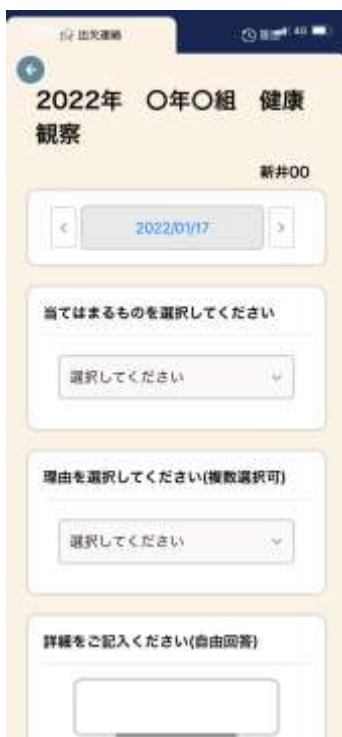 出欠連絡
4G
2022年 〇年〇組 健康
観察
新井00
2022/01/17
当てはまるものを選択してください
選択してください
理由を選択してください(複数選択可)
選択してください
詳細をご記入ください(自由回答)